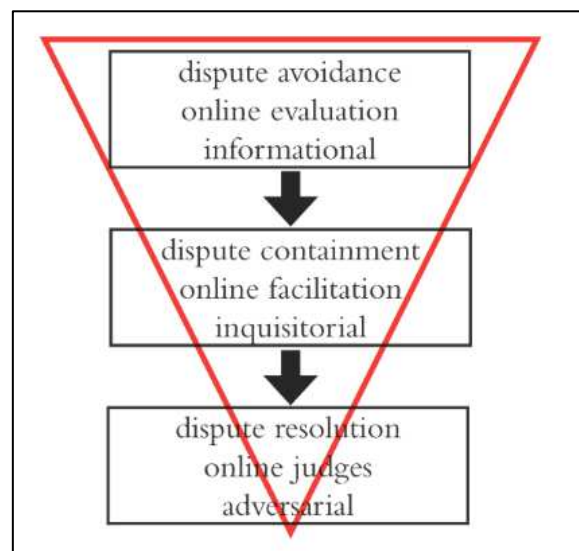 dispute avoidance
online evaluation
informational
dispute containment
online facilitation
inquisitorial
dispute resolution
online judges
adversarial